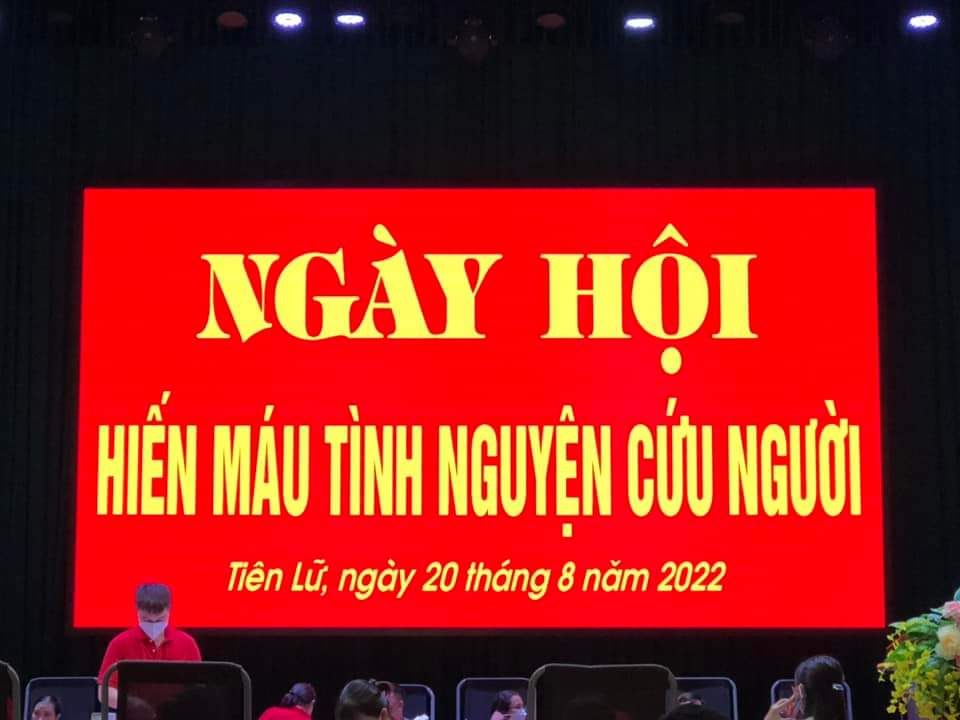 NGÀY HỘI
HIẾN MÁU TÌNH NGUYỆN CỨU NGƯỜI
Tiên Lữ, ngày 20 tháng 8 năm 2022